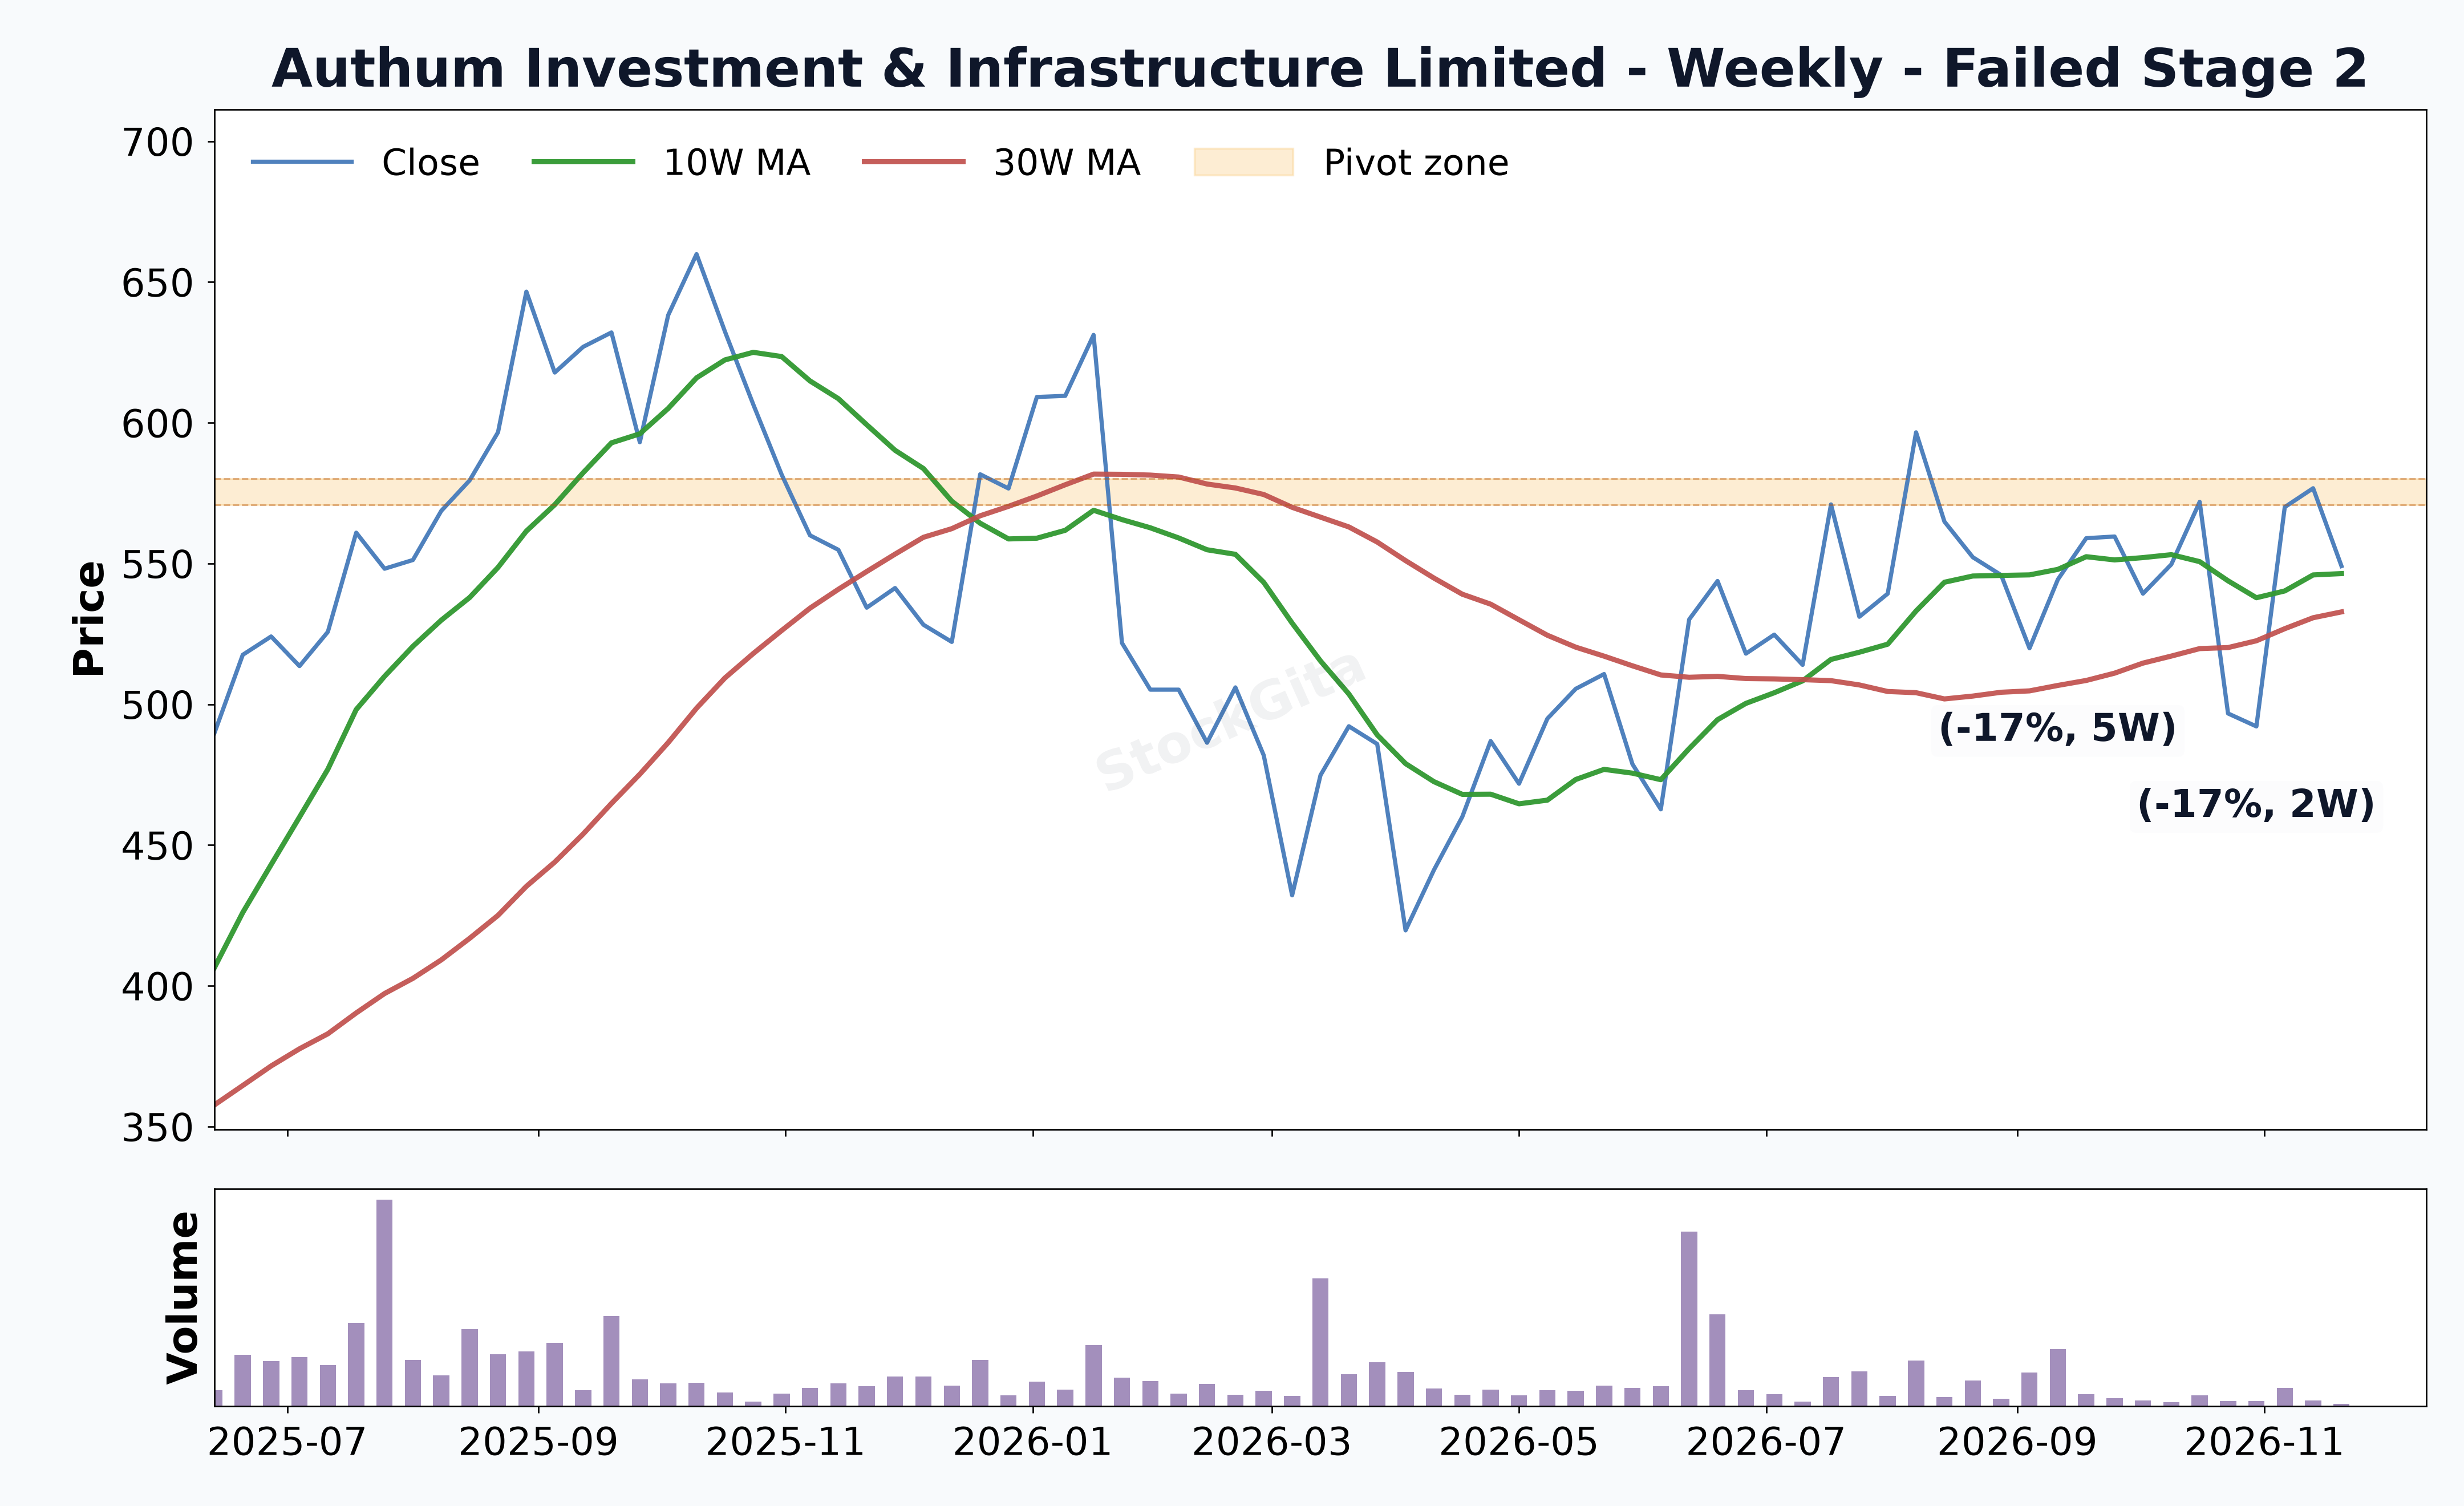 Authum Investment & Infrastructure Limited - Weekly - Failed Stage 2
Close
10W MA
30W MA
Pivot zone
700
650
600
550
500
450
400
350
Price
StockGita
(-17%, 5W)
(-17%, 2W)
Volume
2025-07
2025-09
2025-11
2026-01
2026-03
2026-05
2026-07
2026-09
2026-11